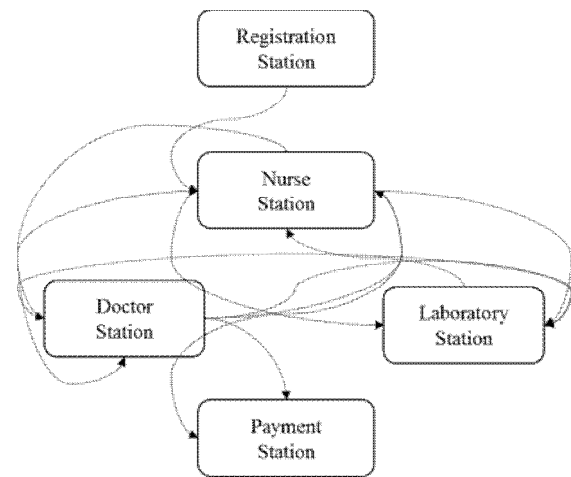 Registration
Station
Nurse
Station
Doctor
Station
Laboratory
Station
Payment
Station